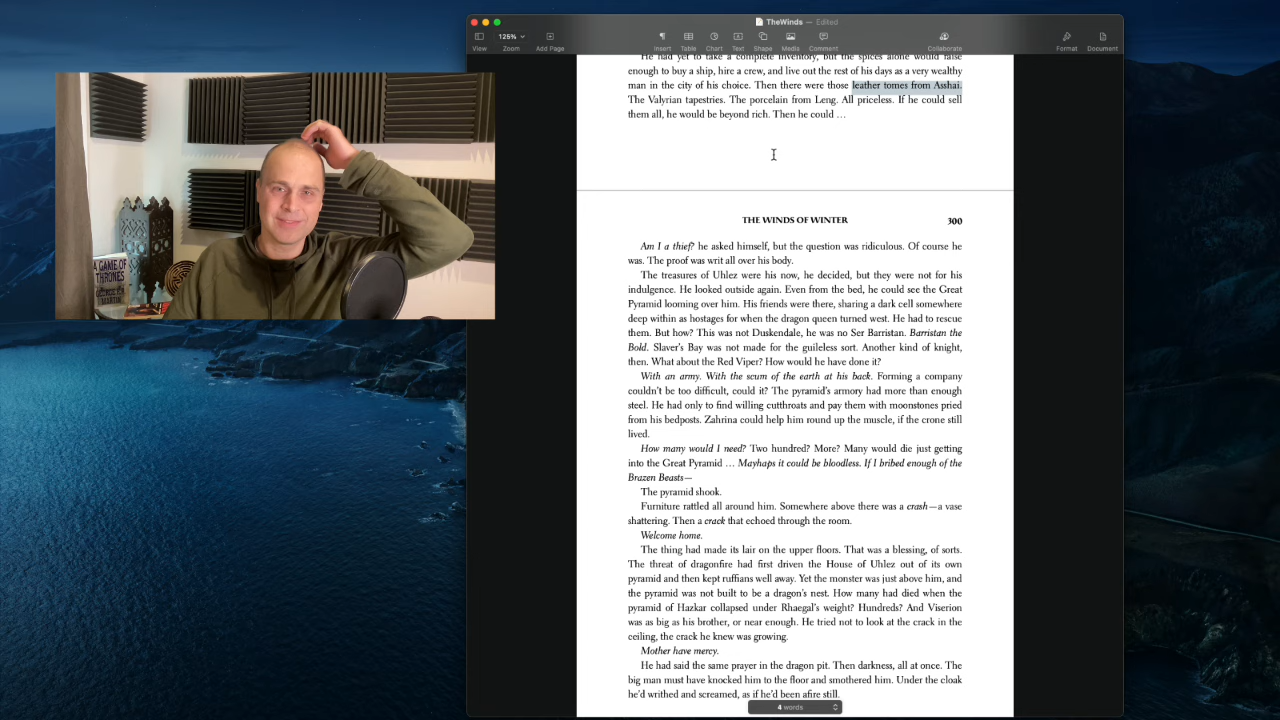 TheWinds — Edited
View
125%
Zoom
Add Page
Insert
Table
Chart
Text
Shape
Media
Comment
Collaborate
Format
Document
He had yet to take a complete inventory, but the spices alone would raise
enough to buy a ship, hire a crew, and live out the rest of his days as a very wealthy
man in the city of his choice. Then there were those leather tomes from Asshai.
The Valyrian tapestries. The porcelain from Leng. All priceless. If he could sell
them all, he would be beyond rich. Then he could …
THE WINDS OF WINTER
300
Am I a thief? he asked himself, but the question was ridiculous. Of course he
was. The proof was writ all over his body.
The treasures of Uhlez were his now, he decided, but they were not for his
indulgence. He looked outside again. Even from the bed, he could see the Great
Pyramid looming over him. His friends were there, sharing a dark cell somewhere
deep within as hostages for when the dragon queen turned west. He had to rescue
them. But how? This was not Duskendale, he was no Ser Barristan. Barristan the
Bold. Slaver's Bay was not made for the guileless sort. Another kind of knight,
then. What about the Red Viper? How would he have done it?
With an army. With the scum of the earth at his back. Forming a company
couldn't be too difficult, could it? The pyramid's armory had more than enough
steel. He had only to find willing cutthroats and pay them with moonstones pried
from his bedposts. Zahrina could help him round up the muscle, if the crone still
lived.
How many would I need? Two hundred? More? Many would die just getting
into the Great Pyramid … Mayhaps it could be bloodless. If I bribed enough of the
Brazen Beasts—
The pyramid shook.
Furniture rattled all around him. Somewhere above there was a crash—a vase
shattering. Then a crack that echoed through the room.
Welcome home.
The thing had made its lair on the upper floors. That was a blessing, of sorts.
The threat of dragonfire had first driven the House of Uhlez out of its own
pyramid and then kept ruffians well away. Yet the monster was just above him, and
the pyramid was not built to be a dragon's nest. How many had died when the
pyramid of Hazkar collapsed under Rhaegal's weight? Hundreds? And Viserion
was as big as his brother, or near enough. He tried not to look at the crack in the
ceiling, the crack he knew was growing.
Mother have mercy.
He had said the same prayer in the dragon pit. Then darkness, all at once. The
big man must have knocked him to the floor and smothered him. Under the cloak
he'd writhed and screamed, as if he'd been afire still.
4 words
A GAME OF
THRONES
GEORGE R.R.
MARTIN